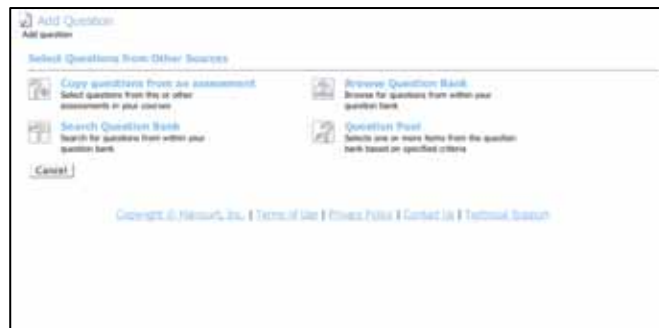 Add Question
Add question
Select Questions from Other Sources
Copy questions from an assessment
Select questions from this or other
assessments in your courses
Browse Question Bank
Browse for questions from within your
question bank
Search Question Bank
Search for questions from within your
question bank
Question Pool
Selects one or more items from the question
bank based on specified criteria
Cancel
Copyright © Harcourt, Inc. | Terms of Use | Privacy Policy | Contact Us | Technical Support